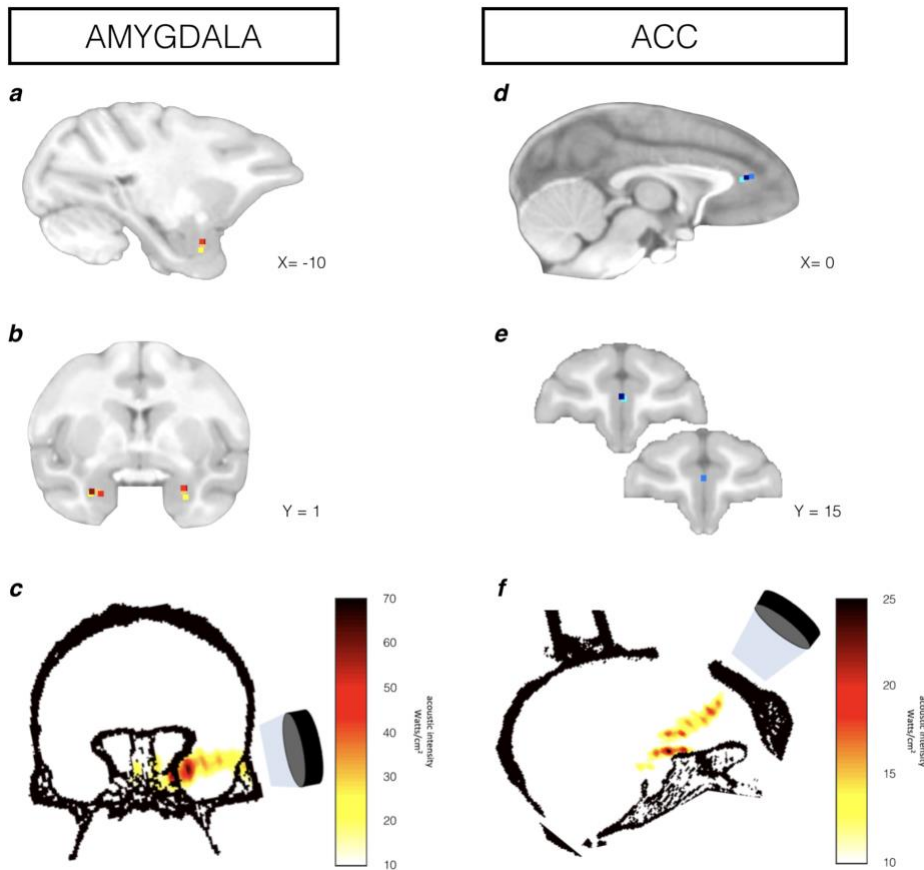 AMYGDALA
ACC
a
X= -10
d
X= 0
b
Y = 1
e
Y = 15
c
70
60
50
40
30
20
10
acoustic intensity
Watts/cm²
f
25
20
15
10
acoustic intensity
Watts/cm²